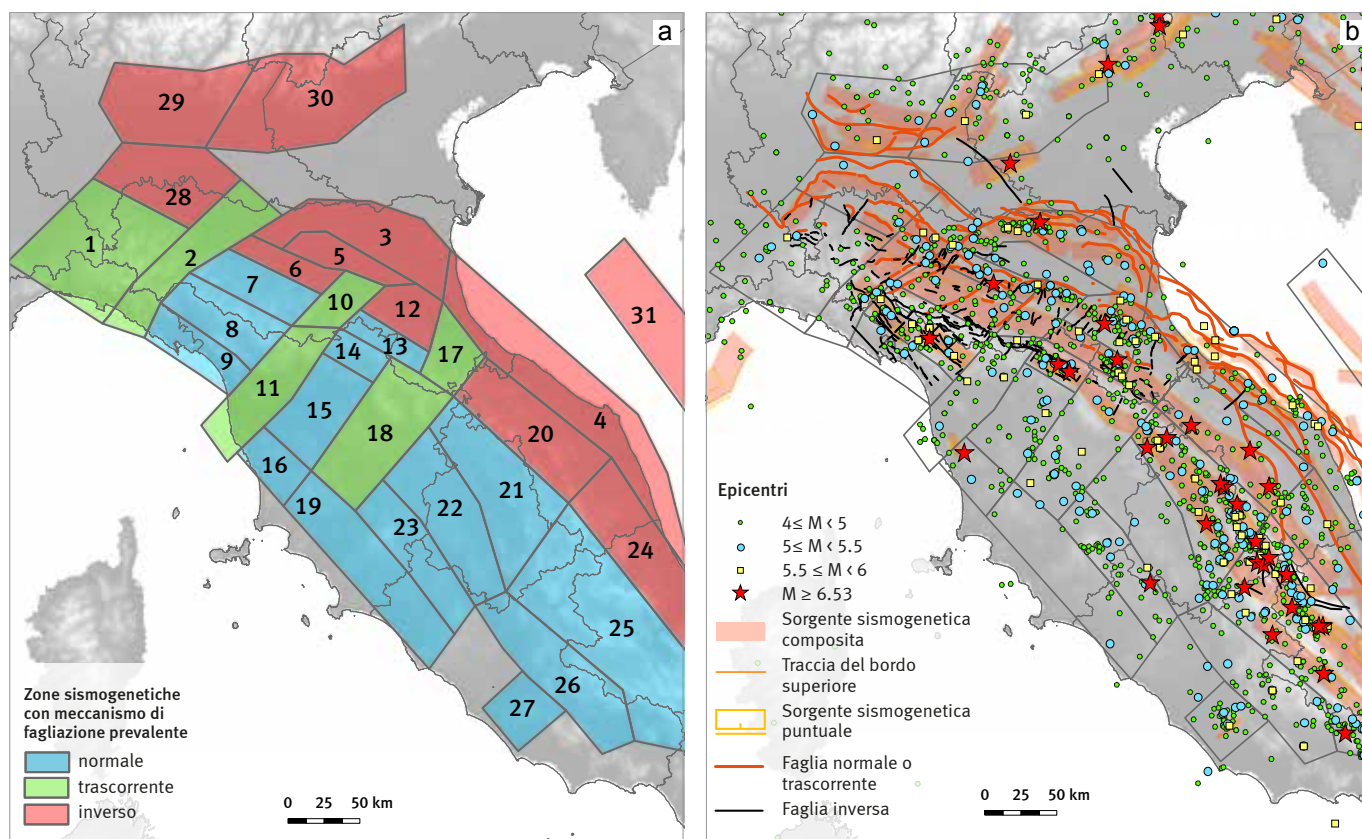 a
29
30
28
1
2
3
5
6
7
10
12
31
8
14
13
17
9
11
15
4
18
20
16
21
19
22
23
24
25
26
27
Zone sismogenetiche
con meccanismo di
fagliazione prevalente
normale
trascorrente
inverso
0 25 50 km
b
Epicentri
4≤ M < 5
5≤ M < 5.5
5.5 ≤ M < 6
M ≥ 6.53
Sorgente sismogenetica
composita
Traccia del bordo
superiore
Sorgente sismogenetica
puntuale
Faglia normale o
trascorrente
Faglia inversa
0 25 50 km